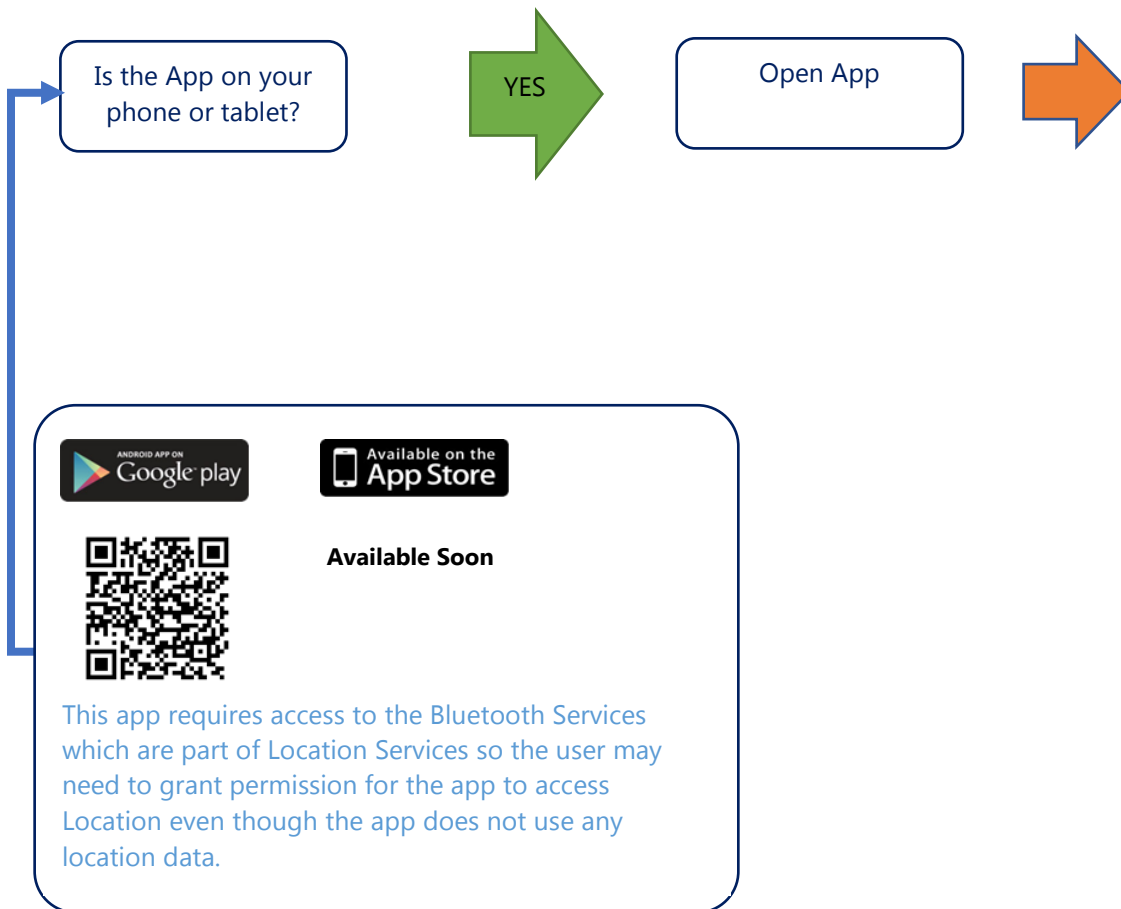 Is the App on your
phone or tablet?
YES
Open App
ANDROID APP ON
Google play
Available on the
App Store
Available Soon
This app requires access to the Bluetooth Services
which are part of Location Services so the user may
need to grant permission for the app to access
Location even though the app does not use any
location data.